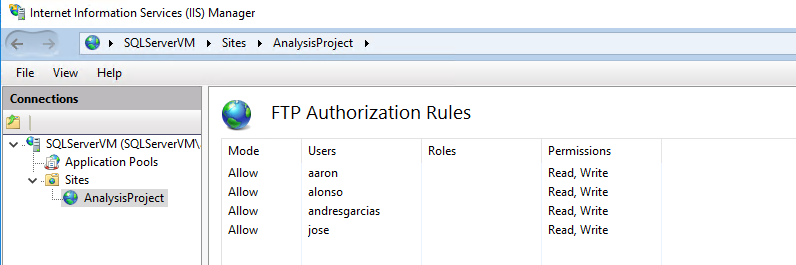 Internet Information Services (IIS) Manager
SQLServerVM Sites AnalysisProject
File View Help
Connections
SQLServerVM (SQLServerVM\
Application Pools
Sites
AnalysisProject
FTP Authorization Rules
Mode Users Roles Permissions
Allow aaron Read, Write
Allow alonso Read, Write
Allow andresgarcias Read, Write
Allow jose Read, Write